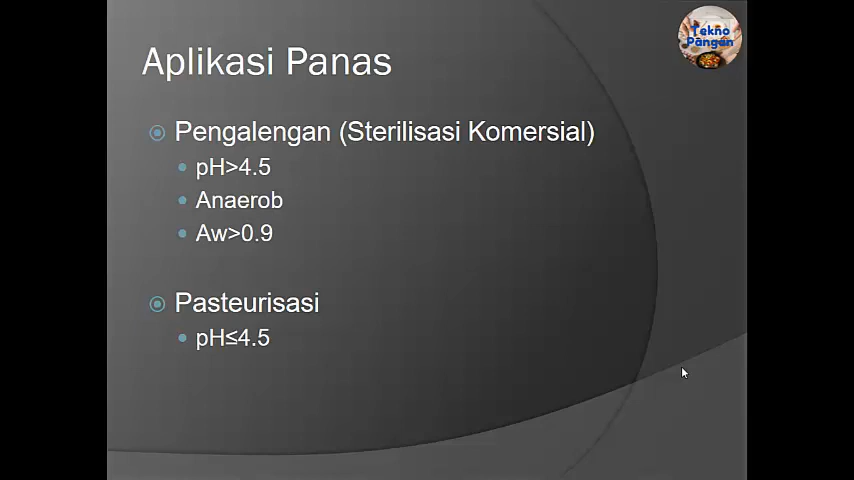 Aplikasi Panas
Tekno
Pangan
Pengalengan (Sterilisasi Komersial)
pH>4.5
Anaerob
Aw>0.9
Pasteurisasi
pH≤4.5